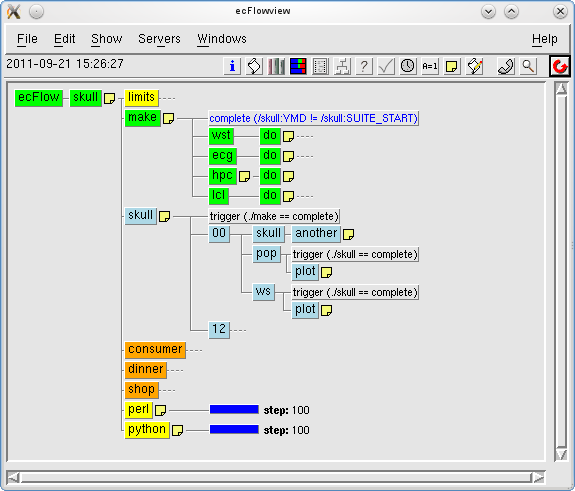 ecFlowview
File Edit Show Servers Windows Help
2011-09-21 15:26:27
i ? A=1
ecFlow skull limits
make complete (/skull:YMD != /skull:SUITE_START)
wst do
ecg do
hpc do
lcl do
skull trigger (./make == complete)
00 skull another
pop trigger (./skull == complete)
plot
ws trigger (./skull == complete)
plot
12
consumer
dinner
shop
perl step: 100
python step: 100